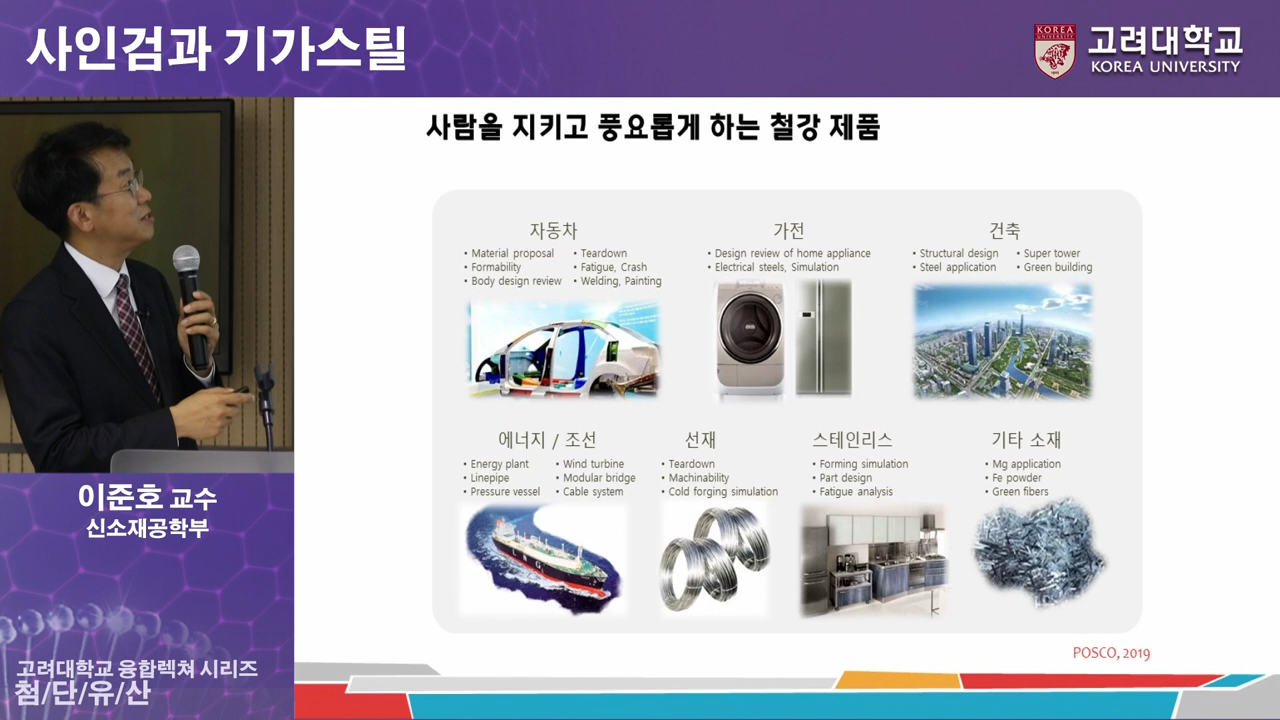 사인검과 기가스틸
KOREA
UNIVERSITY
고려대학교
KOREA UNIVERSITY
사람을 지키고 풍요롭게 하는 철강 제품
자동차
• Material proposal
• Formability
• Body design review
• Teardown
• Fatigue, Crash
• Welding, Painting
가전
• Design review of home appliance
• Electrical steels, Simulation
건축
• Structural design
• Steel application
• Super tower
• Green building
에너지 / 조선
• Energy plant
• Linepipe
• Pressure vessel
• Wind turbine
• Modular bridge
• Cable system
선재
• Teardown
• Machinability
• Cold forging simulation
스테인리스
• Forming simulation
• Part design
• Fatigue analysis
기타 소재
• Mg application
• Fe powder
• Green fibers
L N G
POSCO, 2019
이준호 교수
신소재공학부
고려대학교 융합렉쳐 시리즈
첨/단/유/산